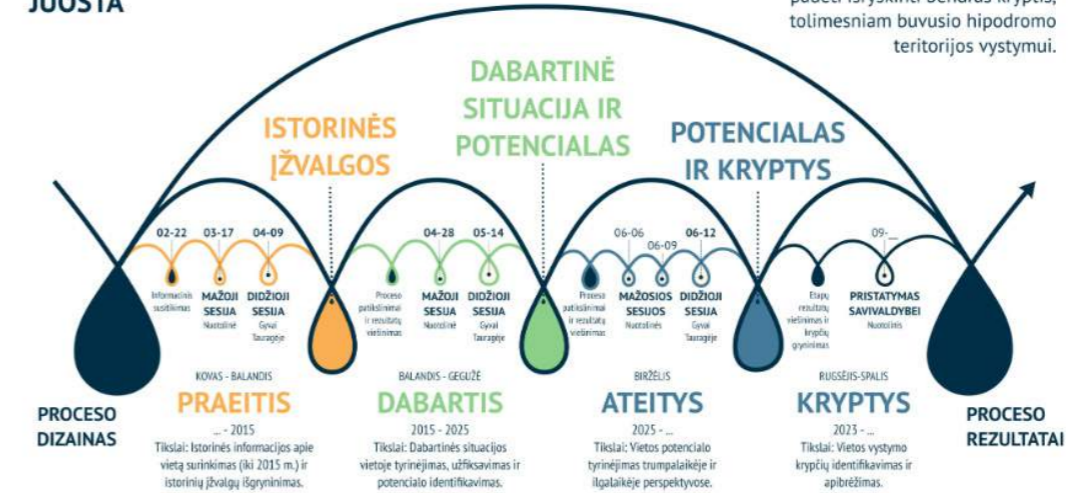 JUOSTA
padėti išryškinti bendras kryptis,
tolimesniam buvusio hipodromo
teritorijos vystymui.
DABARTINĖ
SITUACIJA IR
POTENCIALAS
ISTORINĖS
ĮŽVALGOS
POTENCIALAS
IR KRYPTYS
02-22
03-17
04-09
Informacinis
susitikimas
MAŽOJI
SESIJA
Nuotolinė
DIDŽIOJI
SESIJA
Gyvai
Tauragėje
04-28
05-14
Proceso
patikslinimai
ir rezultatų
viešinimas
MAŽOJI
SESIJA
Nuotolinė
DIDŽIOJI
SESIJA
Gyvai
Tauragėje
06-06
06-09
06-12
Proceso
patikslinimai
ir rezultatų
viešinimas
MAŽOSIOS
SESIJOS
Nuotolinės
DIDŽIOJI
SESIJA
Gyvai
Tauragėje
09-__
Etapų
rezultatų
viešinimas ir
krypčių
gryninimas
PRISTATYMAS
SAVIVALDYBEI
Nuotolinis
PROCESO
DIZAINAS
KOVAS - BALANDIS
PRAEITIS
... - 2015
Tikslai: Istorinės informacijos apie
vietą surinkimas (iki 2015 m.) ir
istorinių įžvalgų išgryninimas.
BALANDIS - GEGUŽĖ
DABARTIS
2015 - 2025
Tikslai: Dabartinės situacijos
vietoje tyrinėjimas, užfiksavimas ir
potencialo identifikavimas.
BIRŽELIS
ATEITYS
2025 - ...
Tikslai: Vietos potencialo
tyrinėjimas trumpalaikėje ir
ilgalaikėje perspektyvose.
RUGSĖJIS-SPALIS
KRYPTYS
2023 - ...
Tikslai: Vietos vystymo
krypčių identifikavimas ir
apibrėžimas.
PROCESO
REZULTATAI